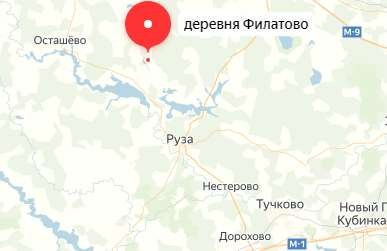 деревня Филатово
М-9
Осташёво
Руза
Нестерово
Тучково
Новый Г
Кубинка
Дорохово
М-1